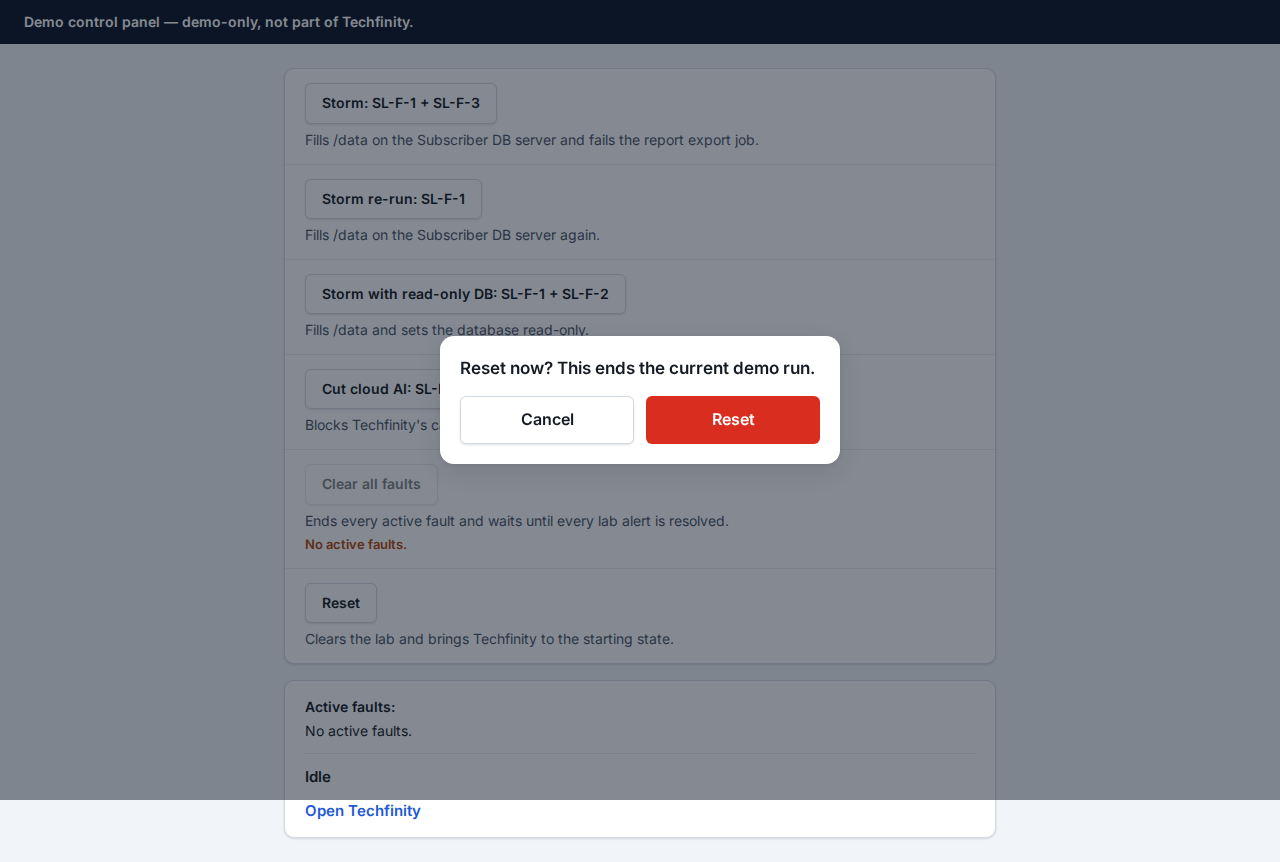 Demo control panel — demo-only, not part of Techfinity.
Storm: SL-F-1 + SL-F-3
Fills /data on the Subscriber DB server and fails the report export job.
Storm re-run: SL-F-1
Fills /data on the Subscriber DB server again.
Storm with read-only DB: SL-F-1 + SL-F-2
Fills /data and sets the database read-only.
Reset now? This ends the current demo run.
Cancel
Reset
Cut cloud AI:
Blocks Techfinity's
Clear all faults
Ends every active fault and waits until every lab alert is resolved.
No active faults.
Reset
Clears the lab and brings Techfinity to the starting state.
Active faults:
No active faults.
Idle
Open Techfinity